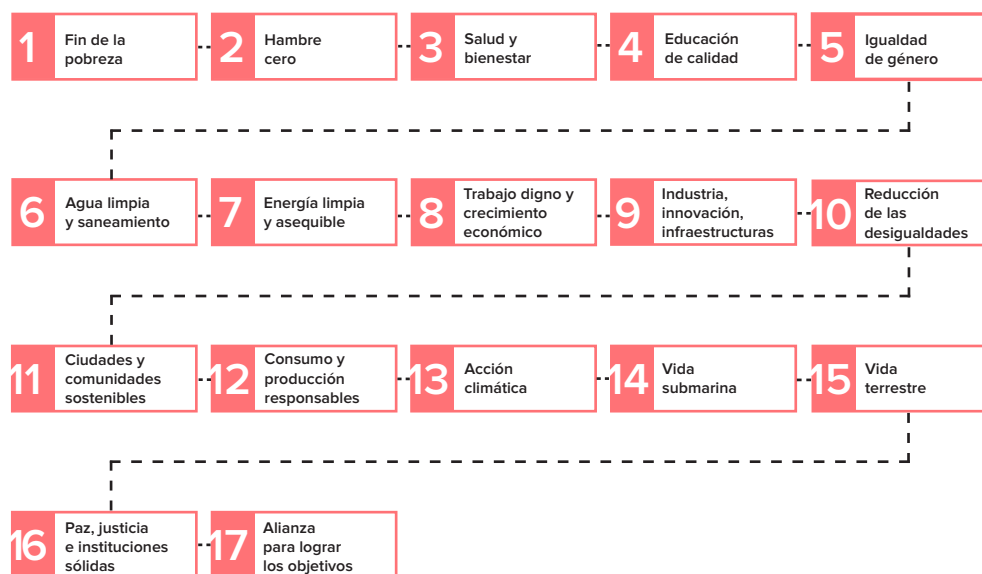 1
Fin de la
pobreza
2
Hambre
cero
3
Salud y
bienestar
4
Educación
de calidad
5
Igualdad
de género
6
Agua limpia
y saneamiento
7
Energía limpia
y asequible
8
Trabajo digno y
crecimiento
económico
9
Industria,
innovación,
infraestructuras
10
Reducción
de las
desigualdades
11
Ciudades y
comunidades
sostenibles
12
Consumo y
producción
responsables
13
Acción
climática
14
Vida
submarina
15
Vida
terrestre
16
Paz, justicia
e instituciones
sólidas
17
Alianza
para lograr
los objetivos